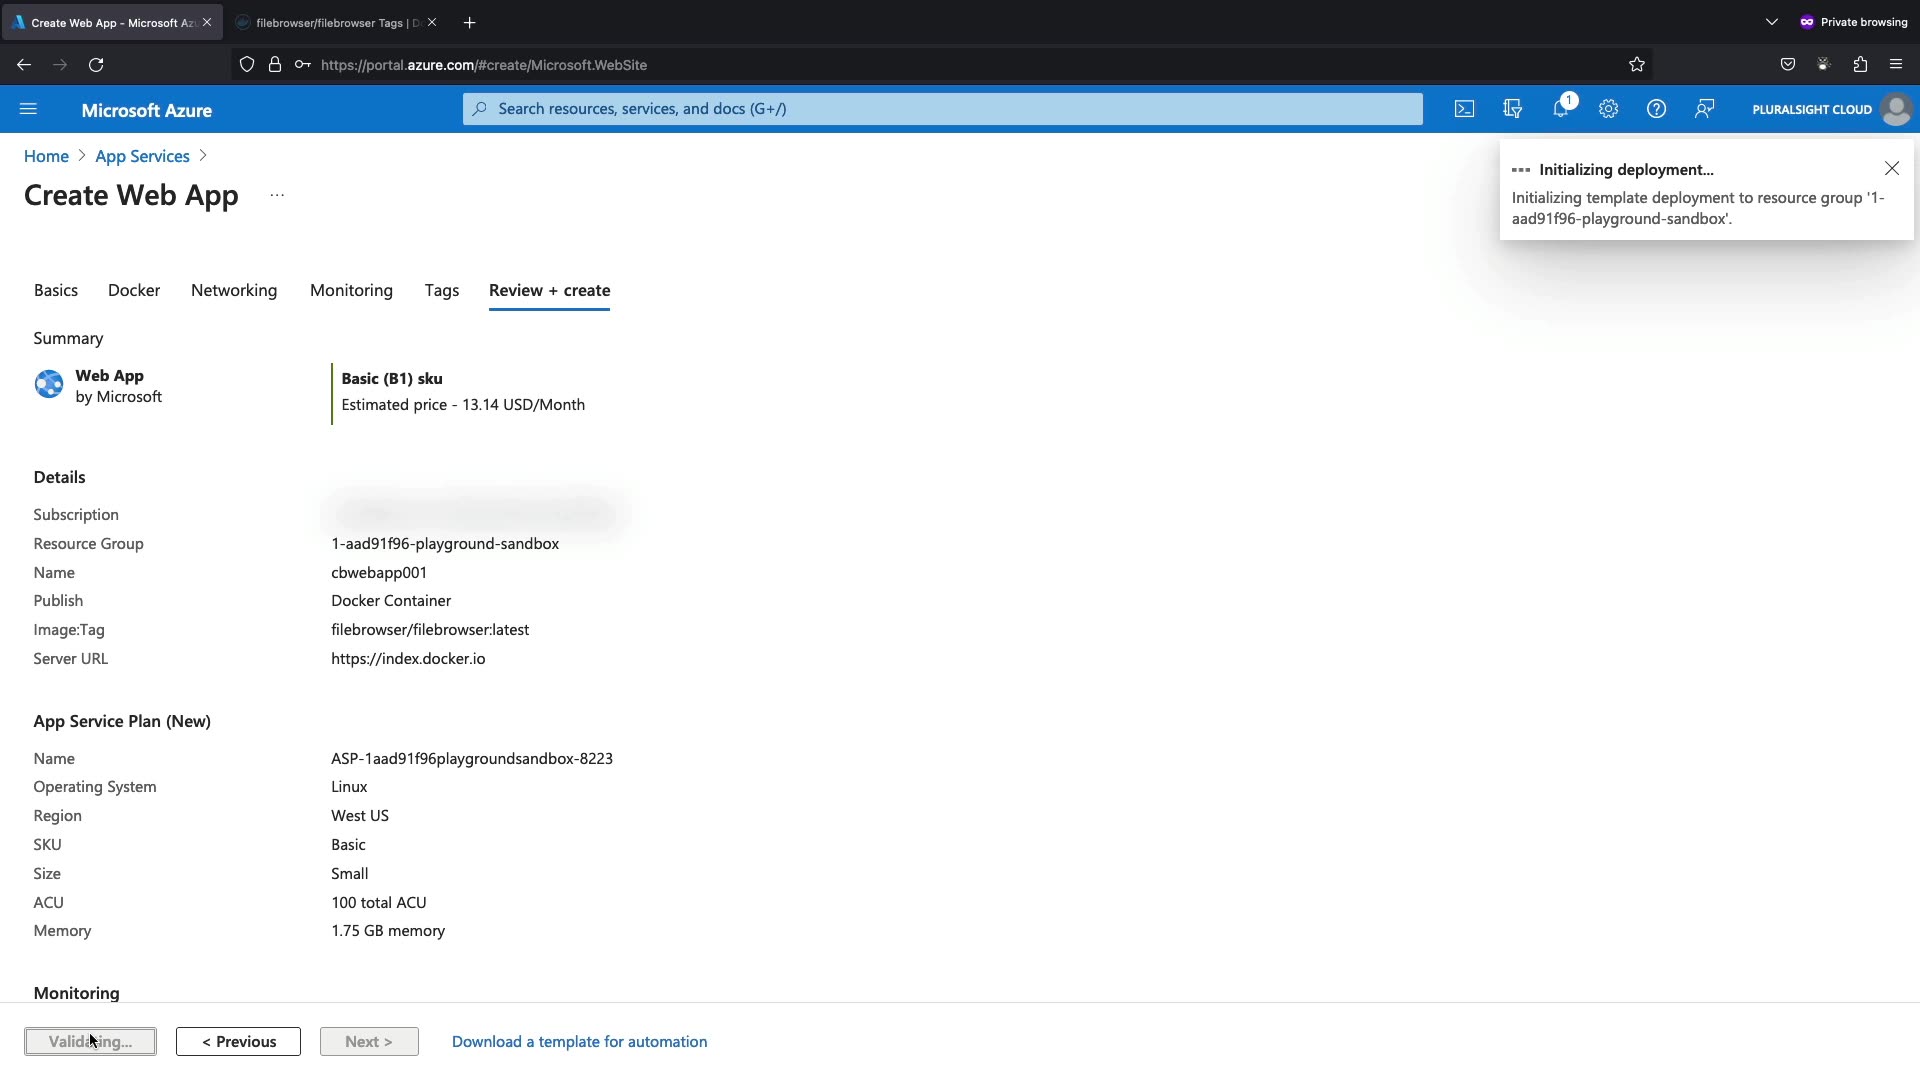 Create Web App - Microsoft Azu
filebrowser/filebrowser Tags | D
Private browsing
https://portal.azure.com/#create/Microsoft.WebSite
Microsoft Azure
Search resources, services, and docs (G+/)
1
PLURALSIGHT CLOUD
Home > App Services >
Create Web App ...
Initializing deployment...
Initializing template deployment to resource group '1-
aad91f96-playground-sandbox'.
Basics Docker Networking Monitoring Tags Review + create
Summary
Web App
by Microsoft
Basic (B1) sku
Estimated price - 13.14 USD/Month
Details
Subscription
Resource Group 1-aad91f96-playground-sandbox
Name cbwebapp001
Publish Docker Container
Image:Tag filebrowser/filebrowser:latest
Server URL https://index.docker.io
App Service Plan (New)
Name ASP-1aad91f96playgroundsandbox-8223
Operating System Linux
Region West US
SKU Basic
Size Small
ACU 100 total ACU
Memory 1.75 GB memory
Monitoring
Validating... < Previous Next > Download a template for automation